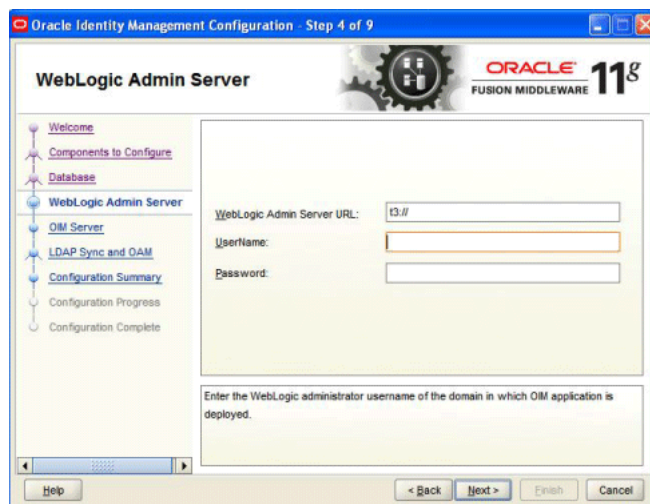 Oracle Identity Management Configuration - Step 4 of 9
WebLogic Admin Server
ORACLE
FUSION MIDDLEWARE 11g
Welcome
Components to Configure
Database
WebLogic Admin Server
OIM Server
LDAP Sync and OAM
Configuration Summary
Configuration Progress
Configuration Complete
WebLogic Admin Server URL: t3://
UserName:
Password:
Enter the WebLogic administrator username of the domain in which OIM application is
deployed.
Help < Back Next > Finish Cancel